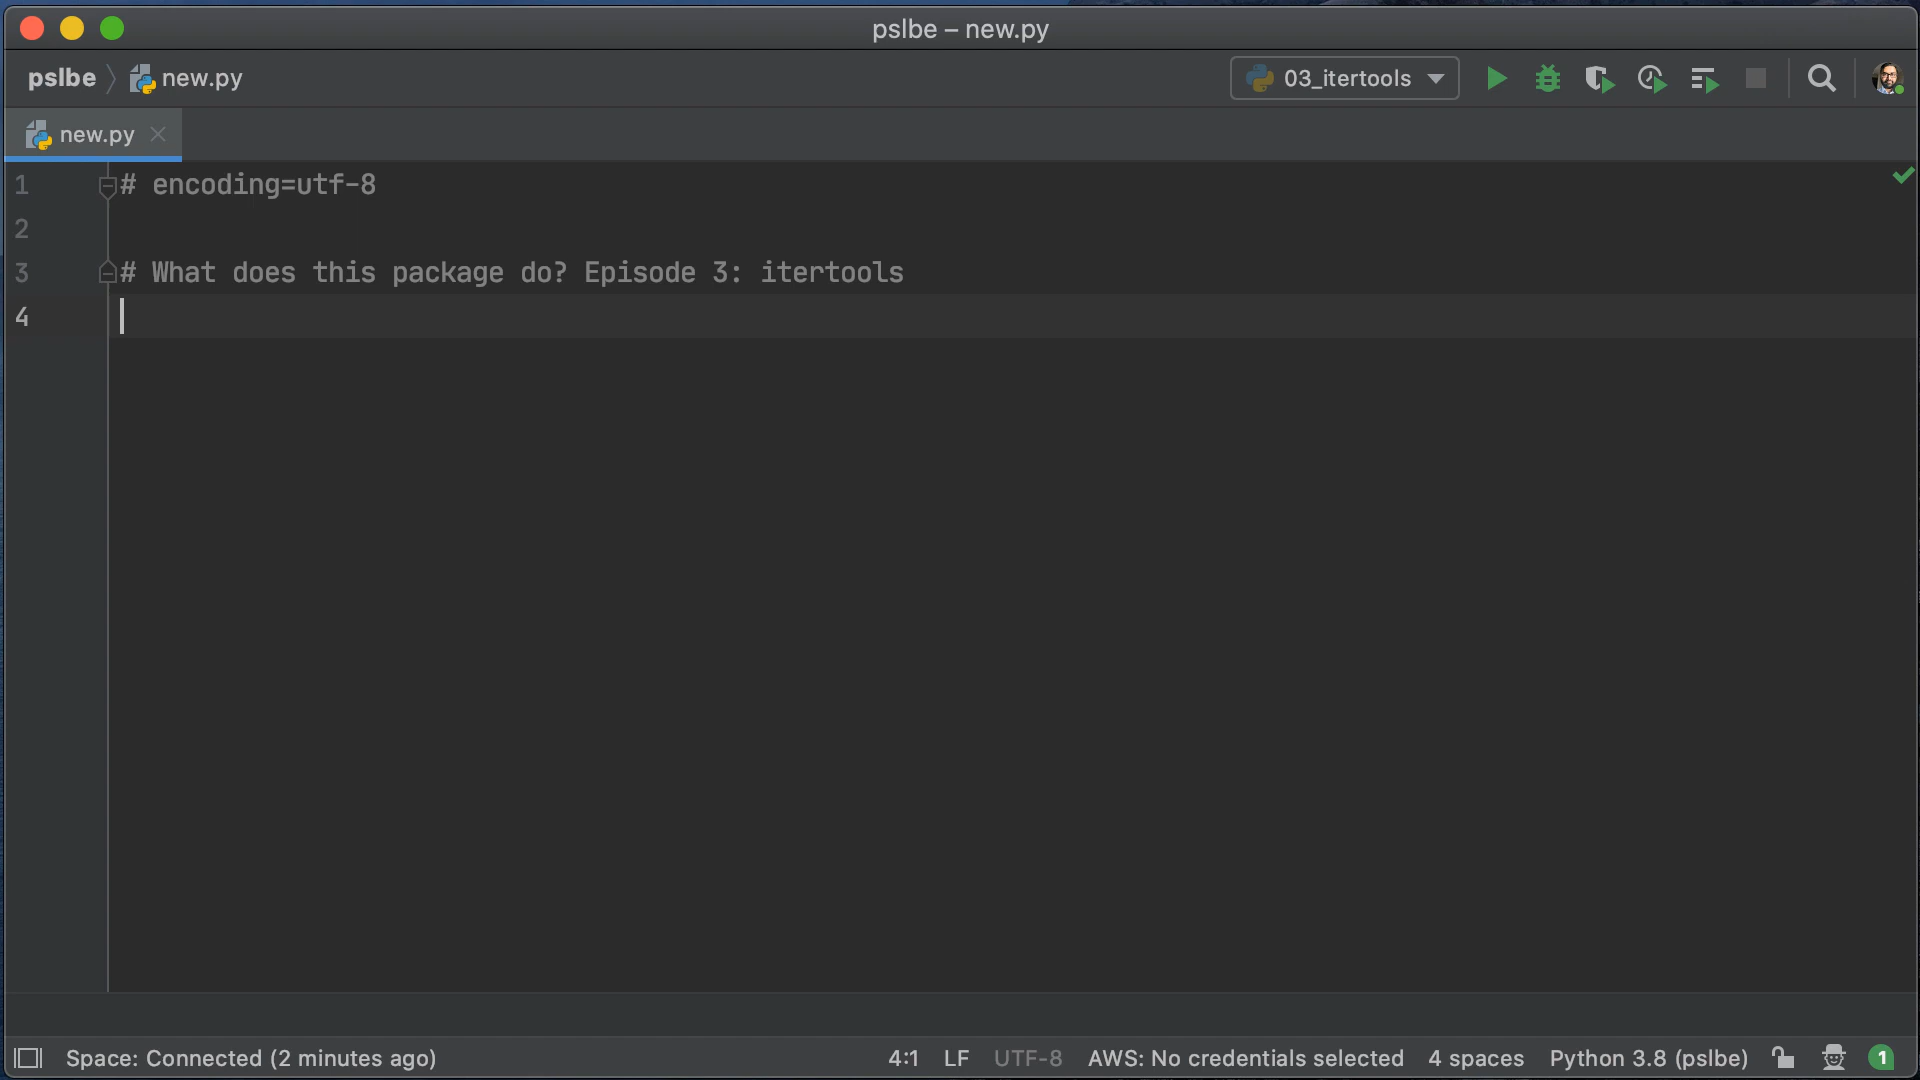 pslbe – new.py
pslbe new.py 03_itertools
new.py
1 # encoding=utf-8
2
3 # What does this package do? Episode 3: itertools
4
Space: Connected (2 minutes ago) 4:1 LF UTF-8 AWS: No credentials selected 4 spaces Python 3.8 (pslbe) 1